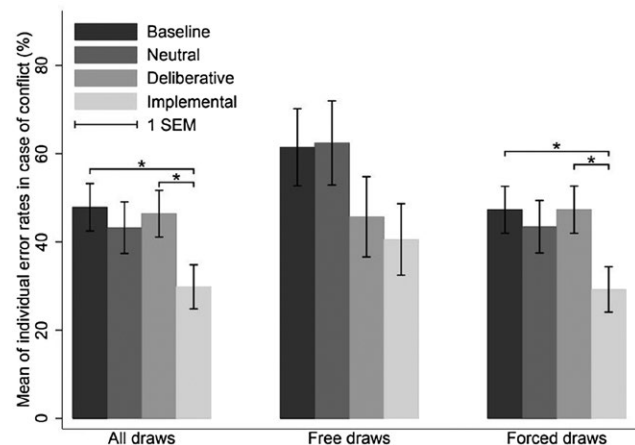 Mean of individual error rates in case of conflict (%)
80
60
40
20
0
Baseline
Neutral
Deliberative
Implemental
1 SEM
*
*
*
*
All draws
Free draws
Forced draws